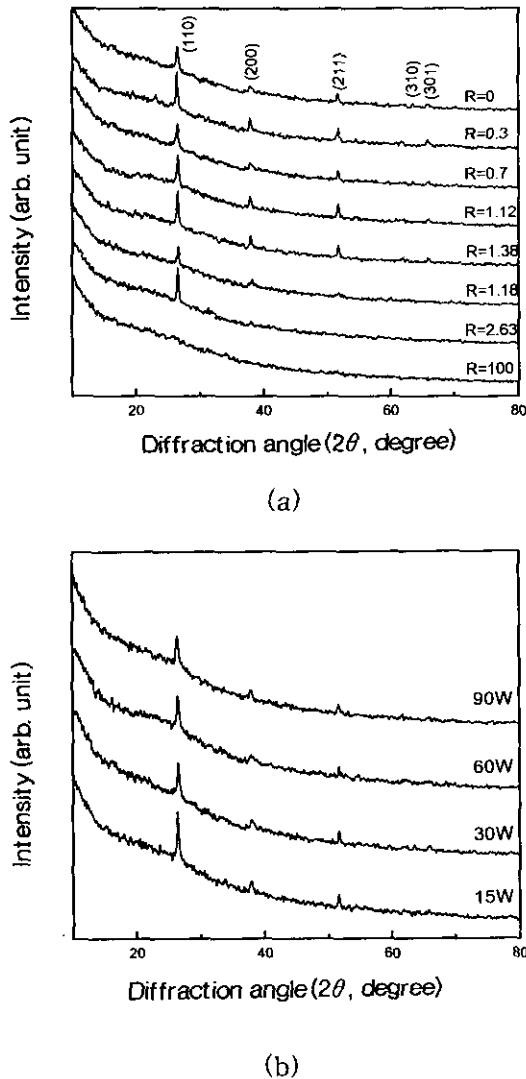 (110)
(200)
(211)
(310)
(301)
R=0
R=0.3
R=0.7
R=1.12
R=1.38
R=1.18
R=2.63
R=100
Intensity (arb. unit)
20 40 60 80
Diffraction angle (2θ, degree)
(a)
90W
60W
30W
15W
Intensity (arb. unit)
20 40 60 80
Diffraction angle (2θ, degree)
(b)